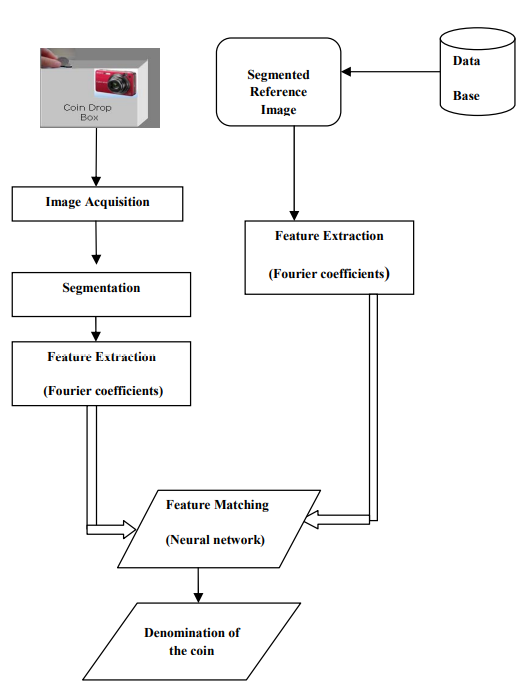 Coin Drop
Box
Image Acquisition
Segmentation
Feature Extraction
(Fourier coefficients)
Data
Base
Segmented
Reference
Image
Feature Extraction
(Fourier coefficients)
Feature Matching
(Neural network)
Denomination of
the coin